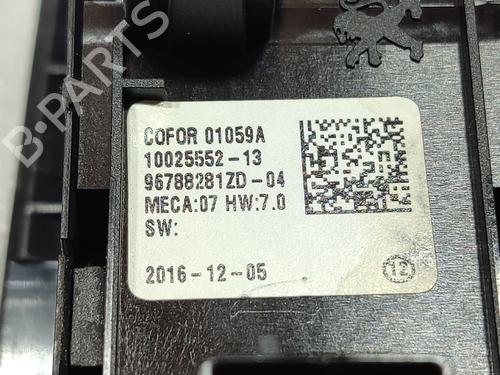 B-PARTS
COFOR 01059A
10025552-13
96788281ZD-04
MECA:07 HW:7.0
SW:
2016-12-05
12